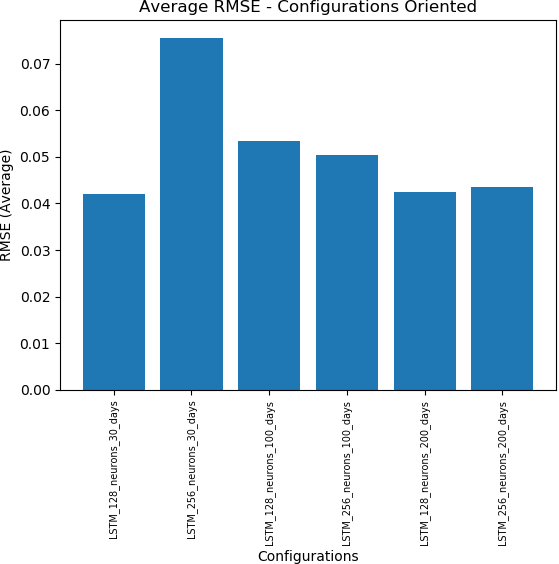 Average RMSE - Configurations Oriented
RMSE (Average)
0.07
0.06
0.05
0.04
0.03
0.02
0.01
0.00
LSTM_128_neurons_30_days
LSTM_256_neurons_30_days
LSTM_128_neurons_100_days
LSTM_256_neurons_100_days
LSTM_128_neurons_200_days
LSTM_256_neurons_200_days
Configurations